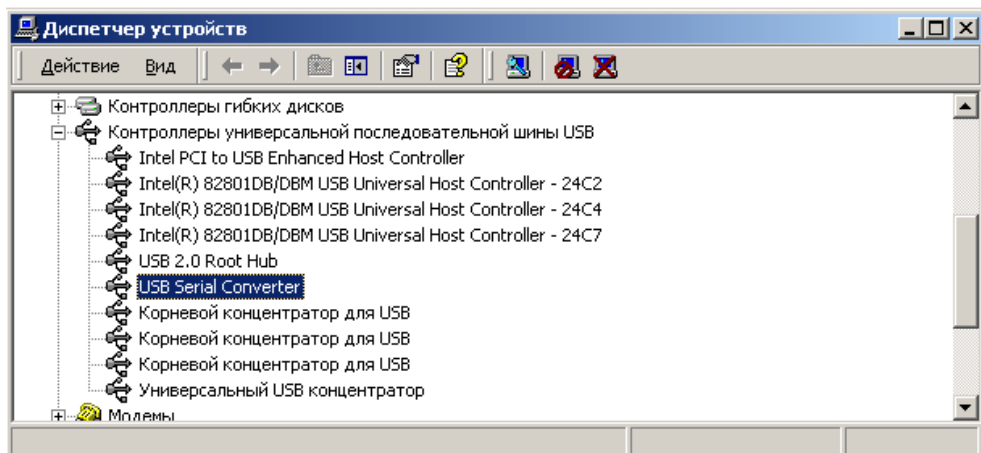 Диспетчер устройств
Действие Вид
Контроллеры гибких дисков
Контроллеры универсальной последовательной шины USB
Intel PCI to USB Enhanced Host Controller
Intel(R) 82801DB/DBM USB Universal Host Controller - 24C2
Intel(R) 82801DB/DBM USB Universal Host Controller - 24C4
Intel(R) 82801DB/DBM USB Universal Host Controller - 24C7
USB 2.0 Root Hub
USB Serial Converter
Корневой концентратор для USB
Корневой концентратор для USB
Корневой концентратор для USB
Универсальный USB концентратор
Модемы